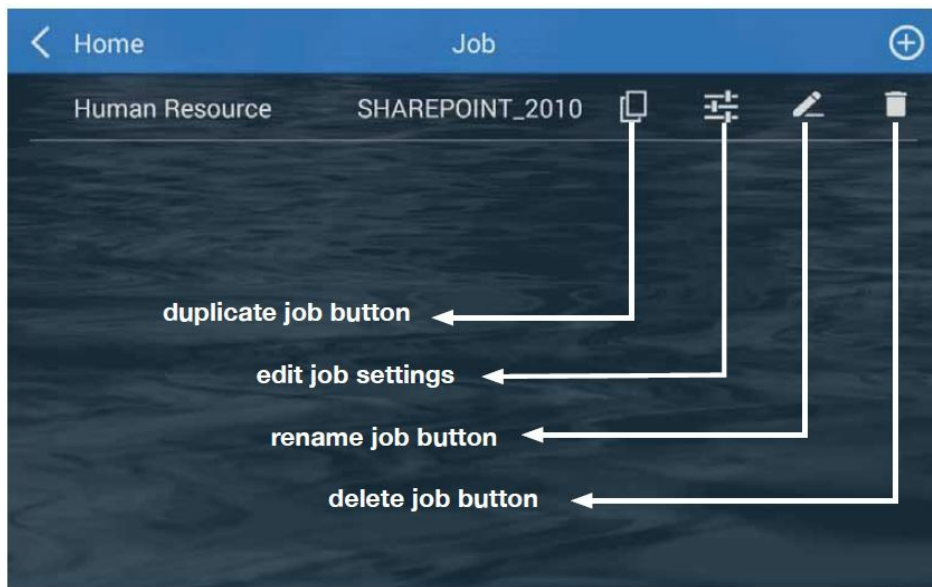 Home Job
Human Resource SHAREPOINT_2010
duplicate job button
edit job settings
rename job button
delete job button